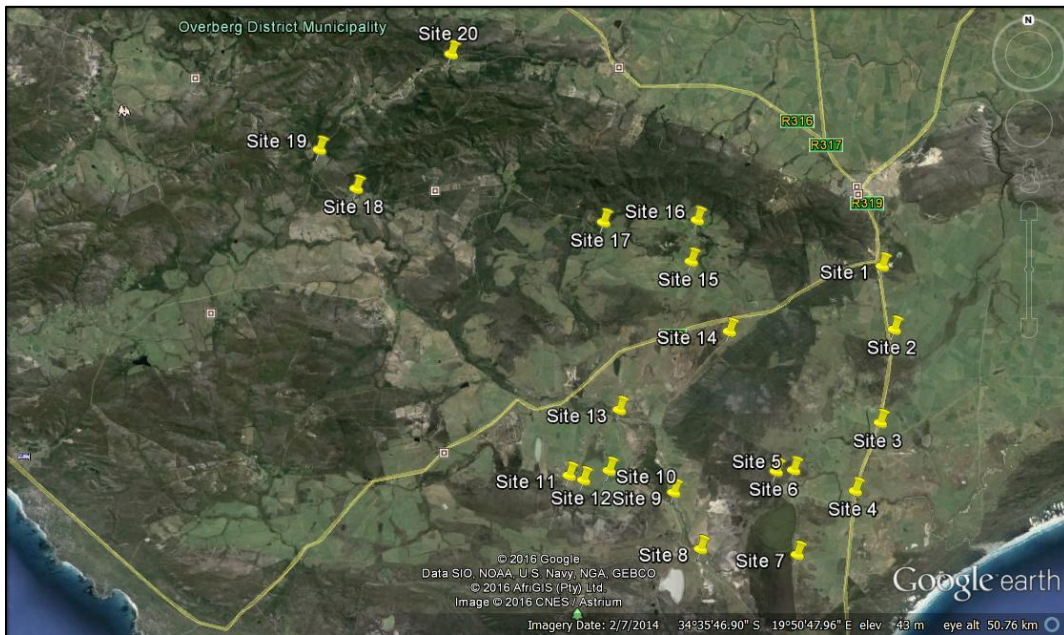 Overberg District Municipality
Site 20
N
R316
R317
Site 19
Site 18
R319
Site 16
Site 17
Site 1
Site 15
Site 14
Site 2
Site 13
Site 3
Site 5
Site 11
Site 10
Site 6
Site 12
Site 9
Site 4
Site 8
Site 7
© 2016 Google
Data SIO, NOAA, U.S. Navy, NGA, GEBCO
© 2016 AfriGIS (Pty) Ltd.
Image © 2016 CNES / Astrium
Google earth
Imagery Date: 2/7/2014 34°35'46.90" S 19°50'47.96" E elev 43 m eye alt 50.76 km